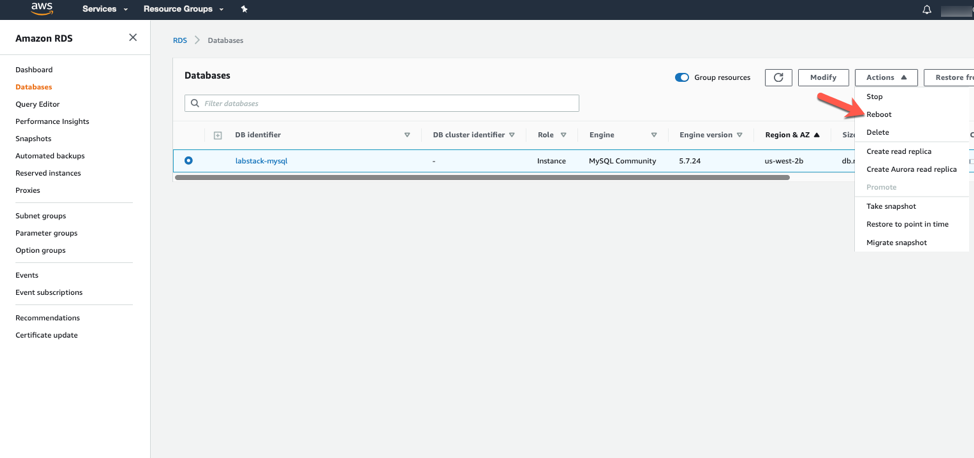 aws
Services
Resource Groups
Amazon RDS
Dashboard
Databases
Query Editor
Performance Insights
Snapshots
Automated backups
Reserved instances
Proxies
Subnet groups
Parameter groups
Option groups
Events
Event subscriptions
Recommendations
Certificate update
RDS > Databases
Databases
Group resources
Modify
Actions
Restore fr
Filter databases
DB identifier DB cluster identifier Role Engine Engine version Region & AZ Siz
labstack-mysql - Instance MySQL Community 5.7.24 us-west-2b db.
Stop
Reboot
Delete
Create read replica
Create Aurora read replica
Promote
Take snapshot
Restore to point in time
Migrate snapshot